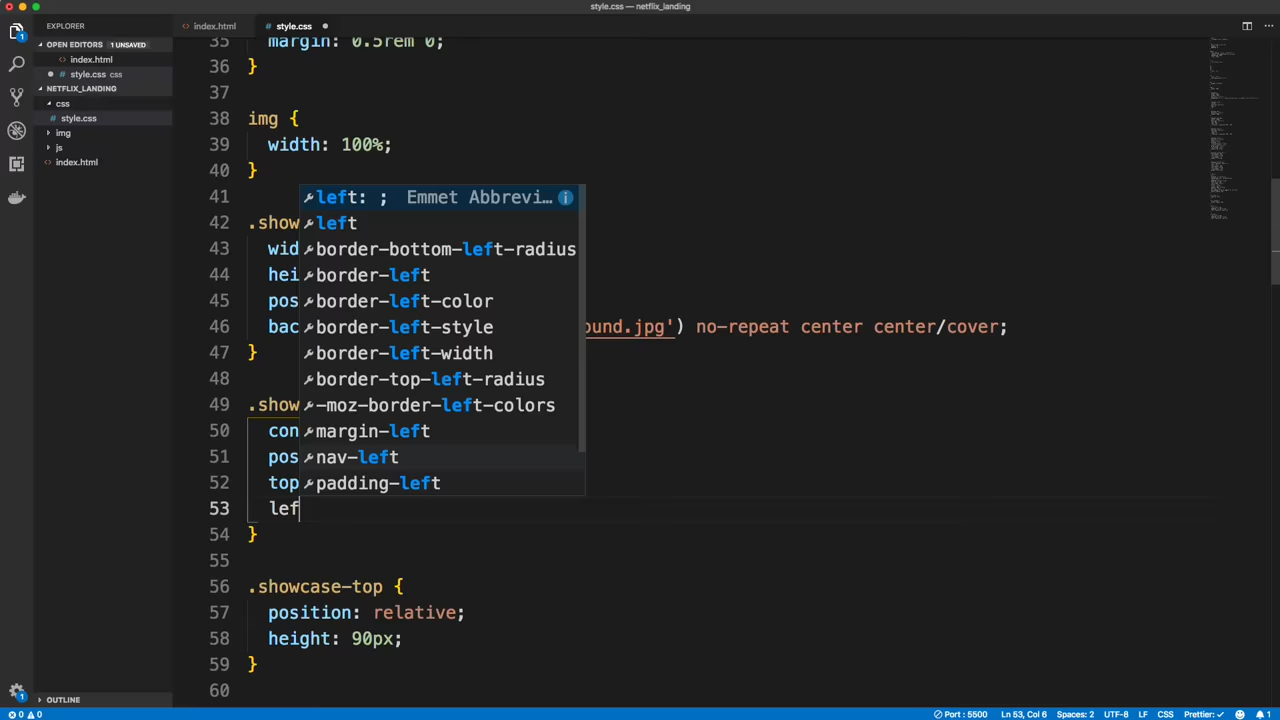 style.css — netflix_landing
EXPLORER
index.html
style.css
OPEN EDITORS 1 UNSAVED
index.html
style.css css
NETFLIX_LANDING
css
style.css
img
js
index.html
OUTLINE
35 margin: 0.5rem 0;
36 }
37
38 img {
39 width: 100%;
40 }
41
42 .show
43 wid
44 hei
45 pos
46 bac ound.jpg') no-repeat center center/cover;
47 }
48
49 .show
50 con
51 pos
52 top
53 lef
54 }
55
56 .showcase-top {
57 position: relative;
58 height: 90px;
59 }
60
left: ; Emmet Abbrevi…
left
border-bottom-left-radius
border-left
border-left-color
border-left-style
border-left-width
border-top-left-radius
-moz-border-left-colors
margin-left
nav-left
padding-left
0 0
Port : 5500
Ln 53, Col 6
Spaces: 2
UTF-8
LF
CSS
Prettier: ✓
1